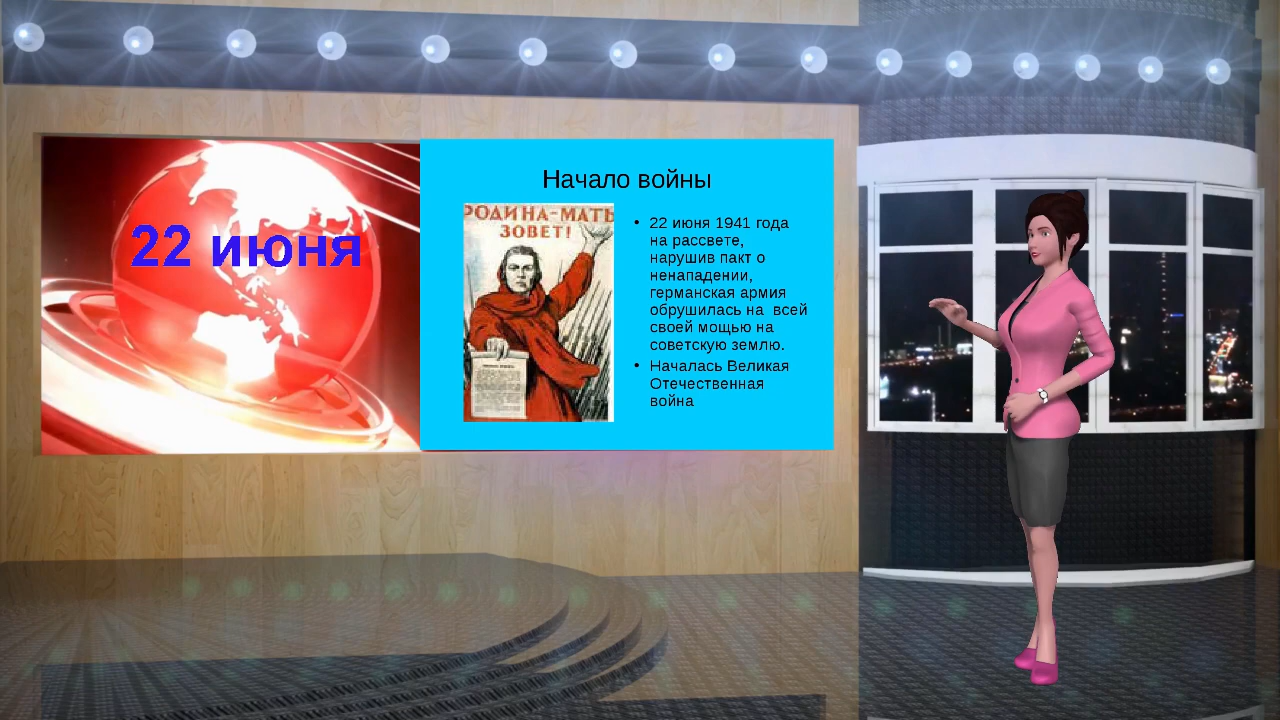 22 июня
Начало войны
РОДИНА-МАТЬ
ЗОВЕТ!
• 22 июня 1941 года
на рассвете,
нарушив пакт о
ненападении,
германская армия
обрушилась на всей
своей мощью на
советскую землю.
• Началась Великая
Отечественная
война